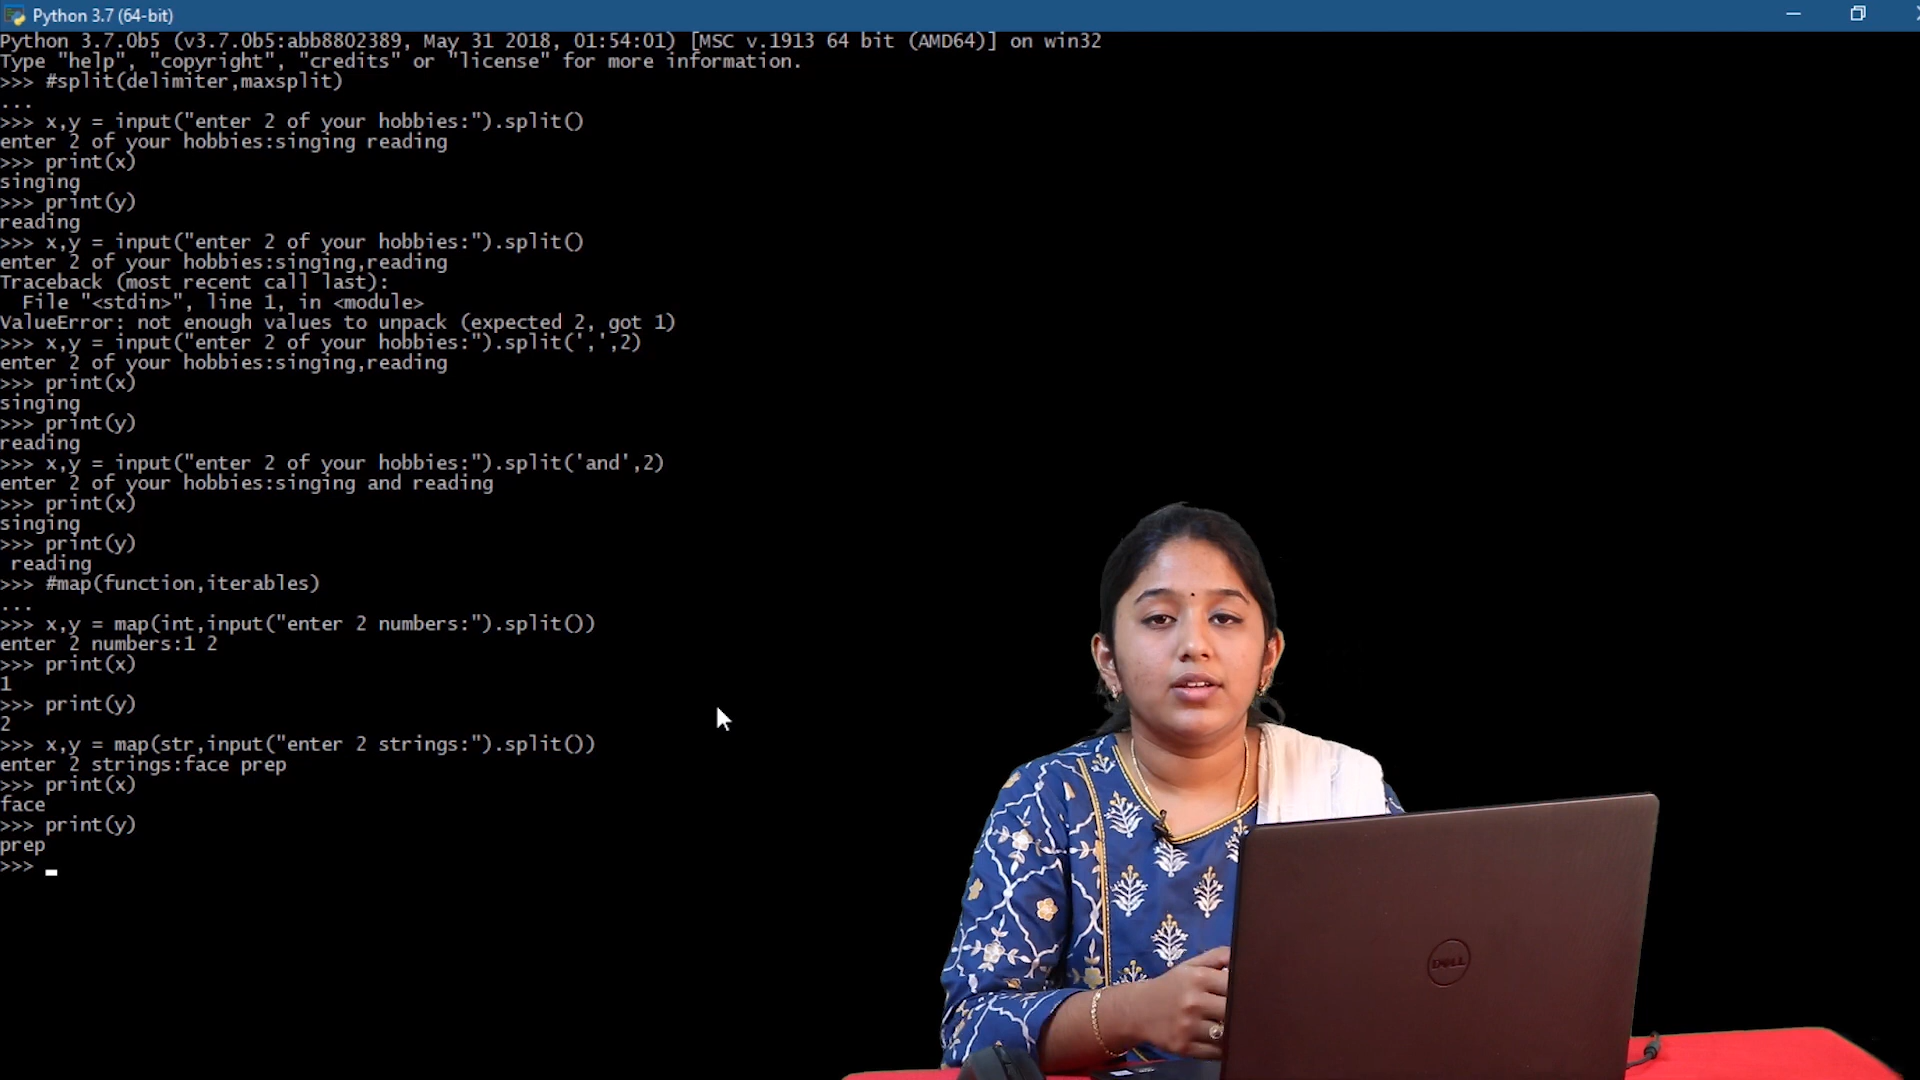 Python 3.7 (64-bit)
Python 3.7.0b5 (v3.7.0b5:abb8802389, May 31 2018, 01:54:01) [MSC v.1913 64 bit (AMD64)] on win32
Type "help", "copyright", "credits" or "license" for more information.
>>> #split(delimiter,maxsplit)
...
>>> x,y = input("enter 2 of your hobbies:").split()
enter 2 of your hobbies:singing reading
>>> print(x)
singing
>>> print(y)
reading
>>> x,y = input("enter 2 of your hobbies:").split()
enter 2 of your hobbies:singing,reading
Traceback (most recent call last):
  File "<stdin>", line 1, in <module>
ValueError: not enough values to unpack (expected 2, got 1)
>>> x,y = input("enter 2 of your hobbies:").split(',',2)
enter 2 of your hobbies:singing,reading
>>> print(x)
singing
>>> print(y)
reading
>>> x,y = input("enter 2 of your hobbies:").split('and',2)
enter 2 of your hobbies:singing and reading
>>> print(x)
singing
>>> print(y)
 reading
>>> #map(function,iterables)
...
>>> x,y = map(int,input("enter 2 numbers:").split())
enter 2 numbers:1 2
>>> print(x)
1
>>> print(y)
2
>>> x,y = map(str,input("enter 2 strings:").split())
enter 2 strings:face prep
>>> print(x)
face
>>> print(y)
prep
>>>
DELL